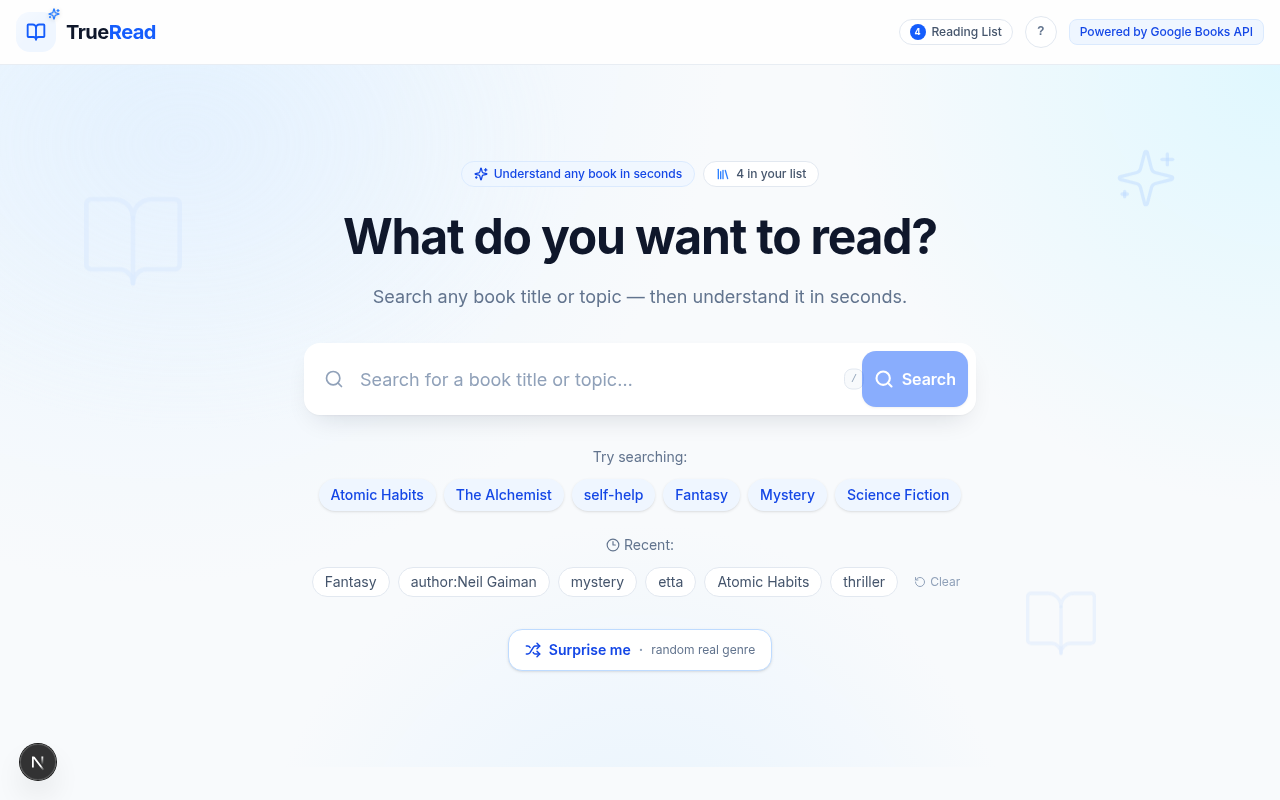 TrueRead
4 Reading List
?
Powered by Google Books API
Understand any book in seconds
4 in your list
What do you want to read?
Search any book title or topic — then understand it in seconds.
Search for a book title or topic...
/
Search
Try searching:
Atomic Habits
The Alchemist
self-help
Fantasy
Mystery
Science Fiction
Recent:
Fantasy
author:Neil Gaiman
mystery
etta
Atomic Habits
thriller
Clear
Surprise me · random real genre
N